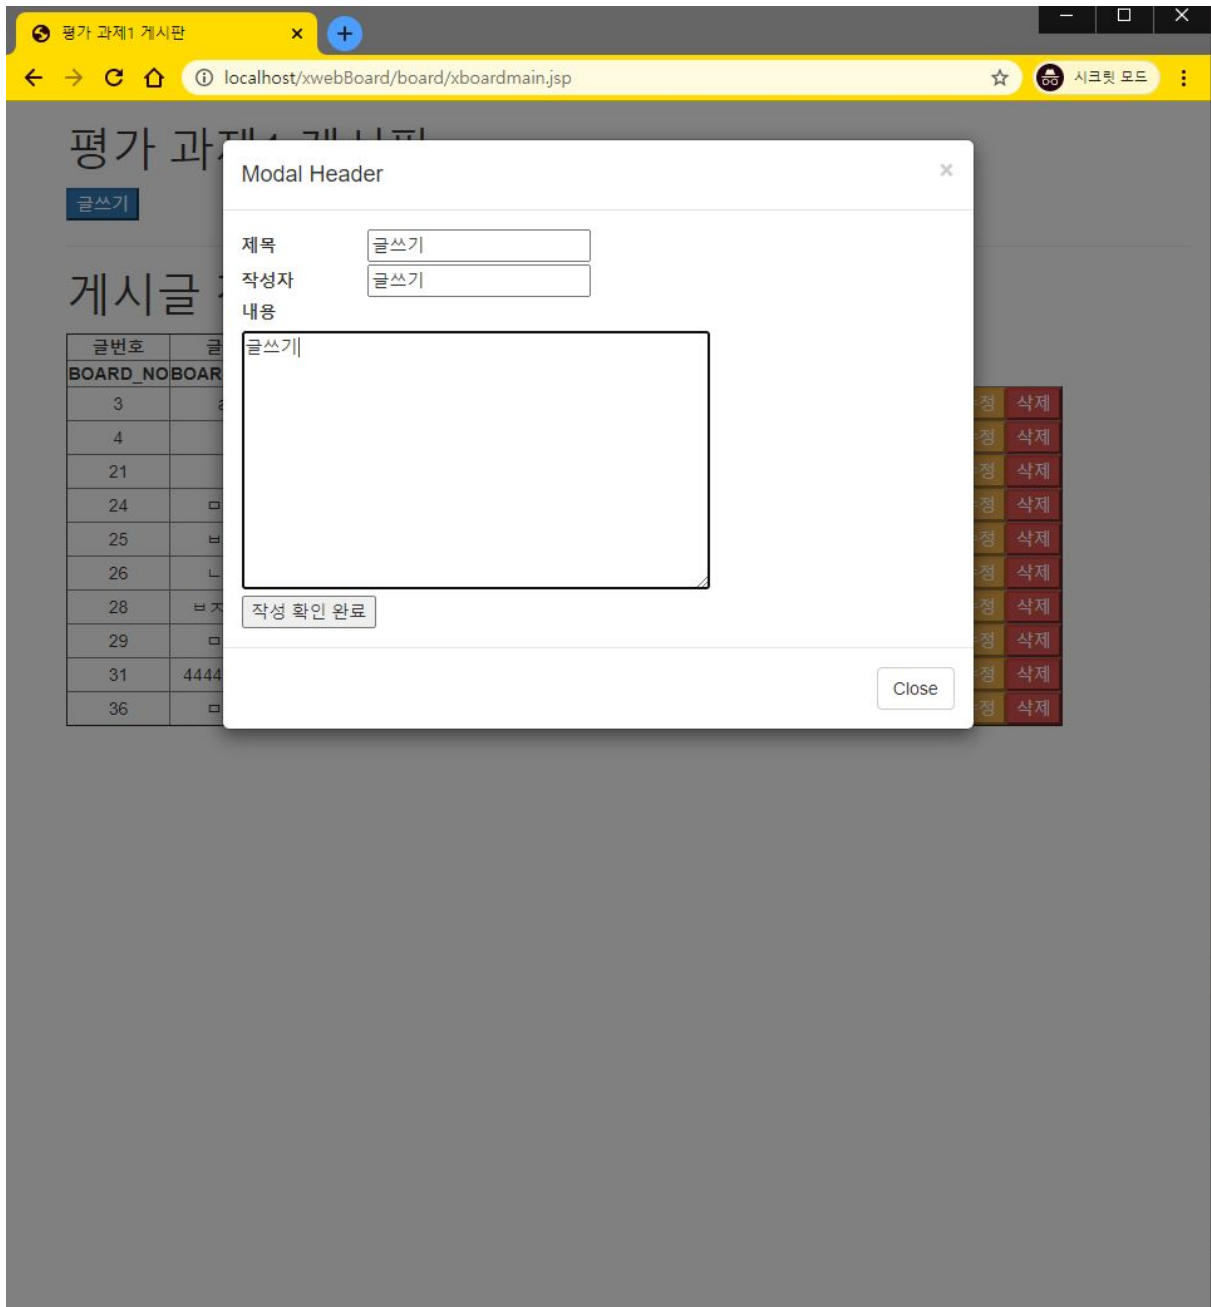 평가 과제1 게시판
localhost/xwebBoard/board/xboardmain.jsp
시크릿 모드
평가
글쓰기
Modal Header
제목 글쓰기
작성자 글쓰기
내용
글쓰기
작성 확인 완료
Close
게시글
글번호 글
BOARD_NO BOAR
3 삭제
4 삭제
21 삭제
24 ㅁ 삭제
25 ㅂ 삭제
26 ㄴ 삭제
28 ㅂㅈ 삭제
29 ㅁ 삭제
31 4444 삭제
36 ㅁ 삭제